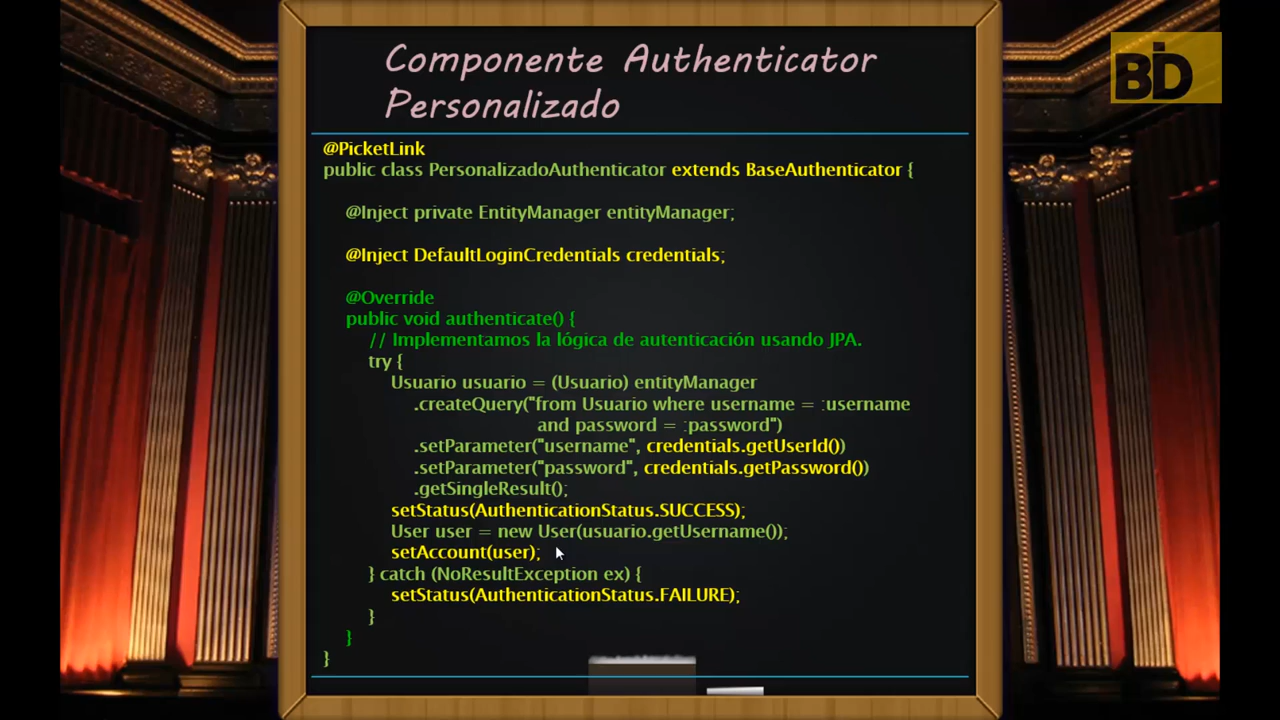 Componente Authenticator
Personalizado
BID
@PicketLink
public class PersonalizadoAuthenticator extends BaseAuthenticator {
@Inject private EntityManager entityManager;
@Inject DefaultLoginCredentials credentials;
@Override
public void authenticate() {
// Implementamos la lógica de autenticación usando JPA.
try {
Usuario usuario = (Usuario) entityManager
.createQuery("from Usuario where username = :username
and password = :password")
.setParameter("username", credentials.getUserId())
.setParameter("password", credentials.getPassword())
.getSingleResult();
setStatus(AuthenticationStatus.SUCCESS);
User user = new User(usuario.getUsername());
setAccount(user);
} catch (NoResultException ex) {
setStatus(AuthenticationStatus.FAILURE);
}
}
}